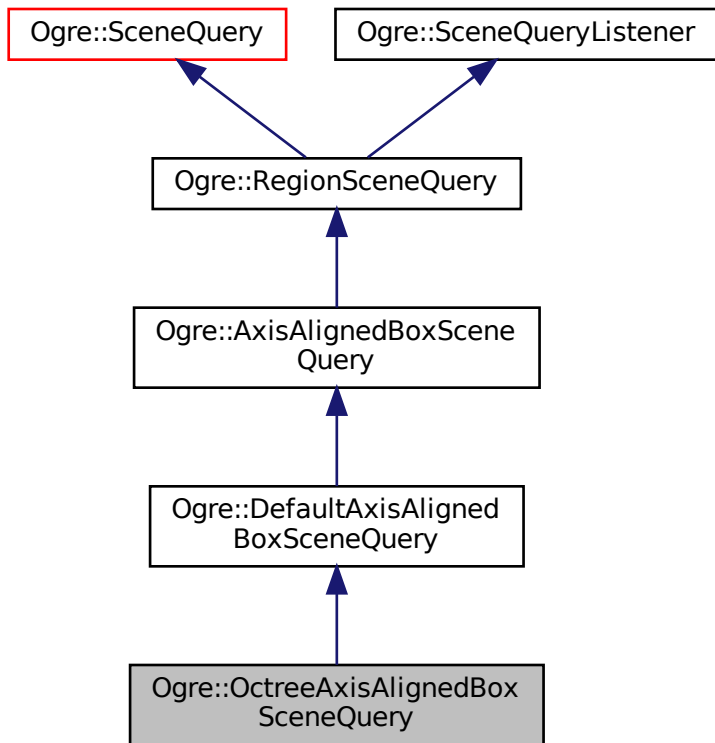 Ogre::SceneQuery
Ogre::SceneQueryListener
Ogre::RegionSceneQuery
Ogre::AxisAlignedBoxScene
Query
Ogre::DefaultAxisAligned
BoxSceneQuery
Ogre::OctreeAxisAlignedBox
SceneQuery